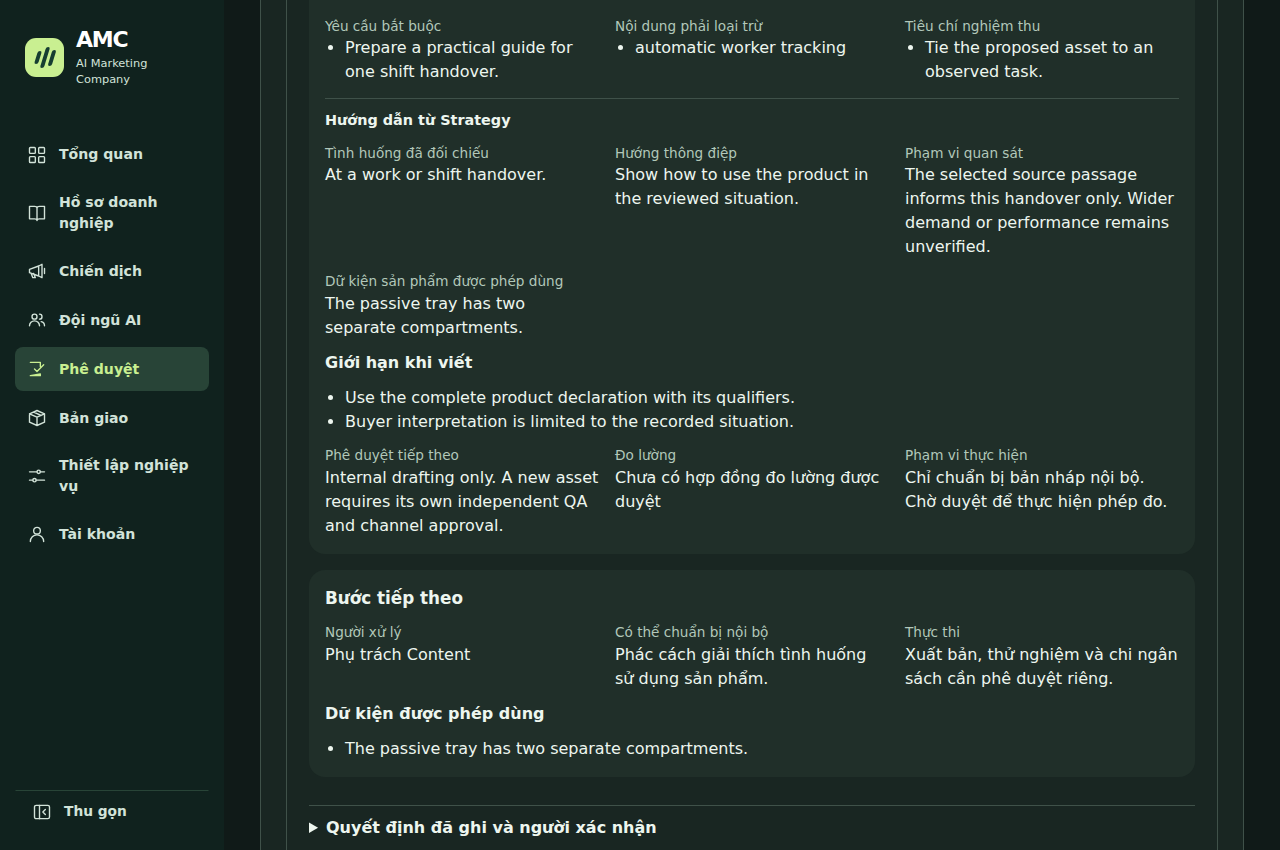 AMC
AI Marketing
Company
Tổng quan
Hồ sơ doanh
nghiệp
Chiến dịch
Đội ngũ AI
Phê duyệt
Bàn giao
Thiết lập nghiệp
vụ
Tài khoản
Thu gọn
Yêu cầu bắt buộc
Prepare a practical guide for
one shift handover.
Nội dung phải loại trừ
automatic worker tracking
Tiêu chí nghiệm thu
Tie the proposed asset to an
observed task.
Hướng dẫn từ Strategy
Tình huống đã đối chiếu
At a work or shift handover.
Hướng thông điệp
Show how to use the product in
the reviewed situation.
Phạm vi quan sát
The selected source passage
informs this handover only. Wider
demand or performance remains
unverified.
Dữ kiện sản phẩm được phép dùng
The passive tray has two
separate compartments.
Giới hạn khi viết
Use the complete product declaration with its qualifiers.
Buyer interpretation is limited to the recorded situation.
Phê duyệt tiếp theo
Internal drafting only. A new asset
requires its own independent QA
and channel approval.
Đo lường
Chưa có hợp đồng đo lường được
duyệt
Phạm vi thực hiện
Chỉ chuẩn bị bản nháp nội bộ.
Chờ duyệt để thực hiện phép đo.
Bước tiếp theo
Người xử lý
Phụ trách Content
Có thể chuẩn bị nội bộ
Phác cách giải thích tình huống
sử dụng sản phẩm.
Thực thi
Xuất bản, thử nghiệm và chi ngân
sách cần phê duyệt riêng.
Dữ kiện được phép dùng
The passive tray has two separate compartments.
Quyết định đã ghi và người xác nhận